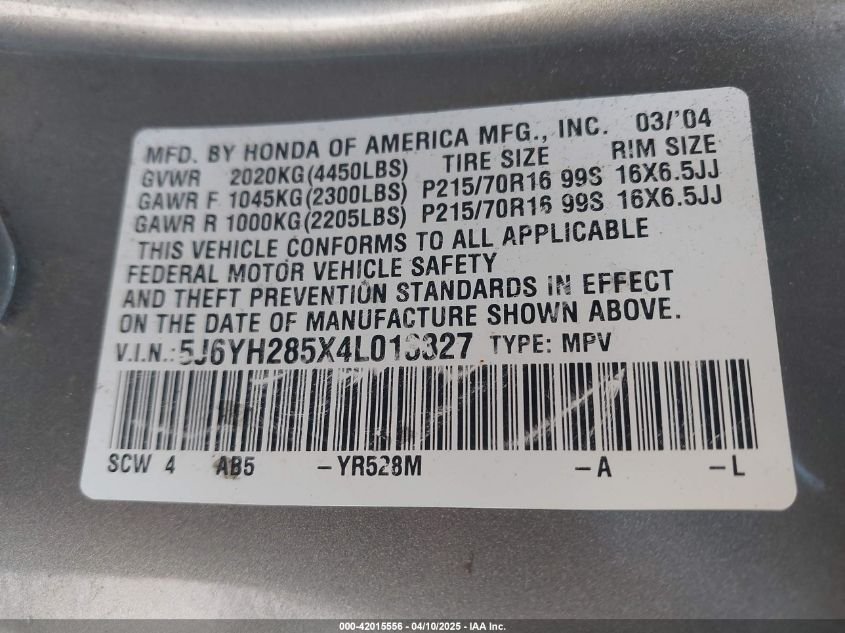 MFD. BY HONDA OF AMERICA MFG., INC. 03/'04
GVWR 2020KG(4450LBS) TIRE SIZE RIM SIZE
GAWR F 1045KG(2300LBS) P215/70R16 99S 16X6.5JJ
GAWR R 1000KG(2205LBS) P215/70R16 99S 16X6.5JJ
THIS VEHICLE CONFORMS TO ALL APPLICABLE
FEDERAL MOTOR VEHICLE SAFETY
AND THEFT PREVENTION STANDARDS IN EFFECT
ON THE DATE OF MANUFACTURE SHOWN ABOVE.
V.I.N.: 5J6YH285X4L013327 TYPE: MPV
SCW 4 AB5 -YR528M -A -L
000-42015556 - 04/10/2025 - IAA Inc.